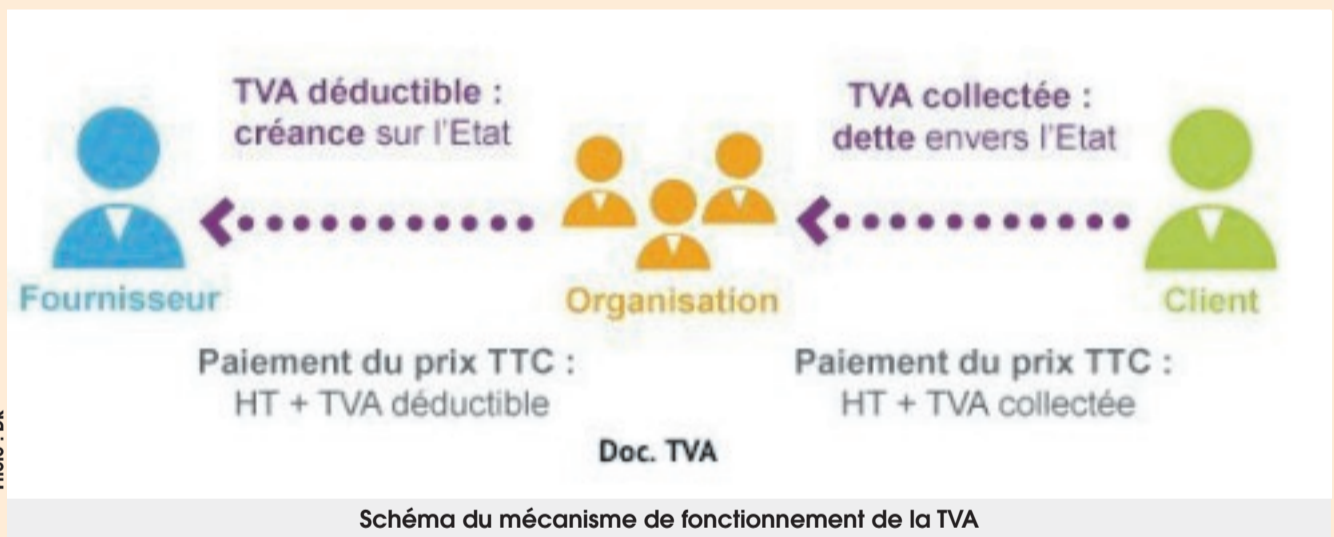 TVA déductible :
créance sur l'Etat
TVA collectée :
dette envers l'Etat
Fournisseur
Organisation
Client
Paiement du prix TTC :
HT + TVA déductible
Paiement du prix TTC :
HT + TVA collectée
Doc. TVA
Schéma du mécanisme de fonctionnement de la TVA